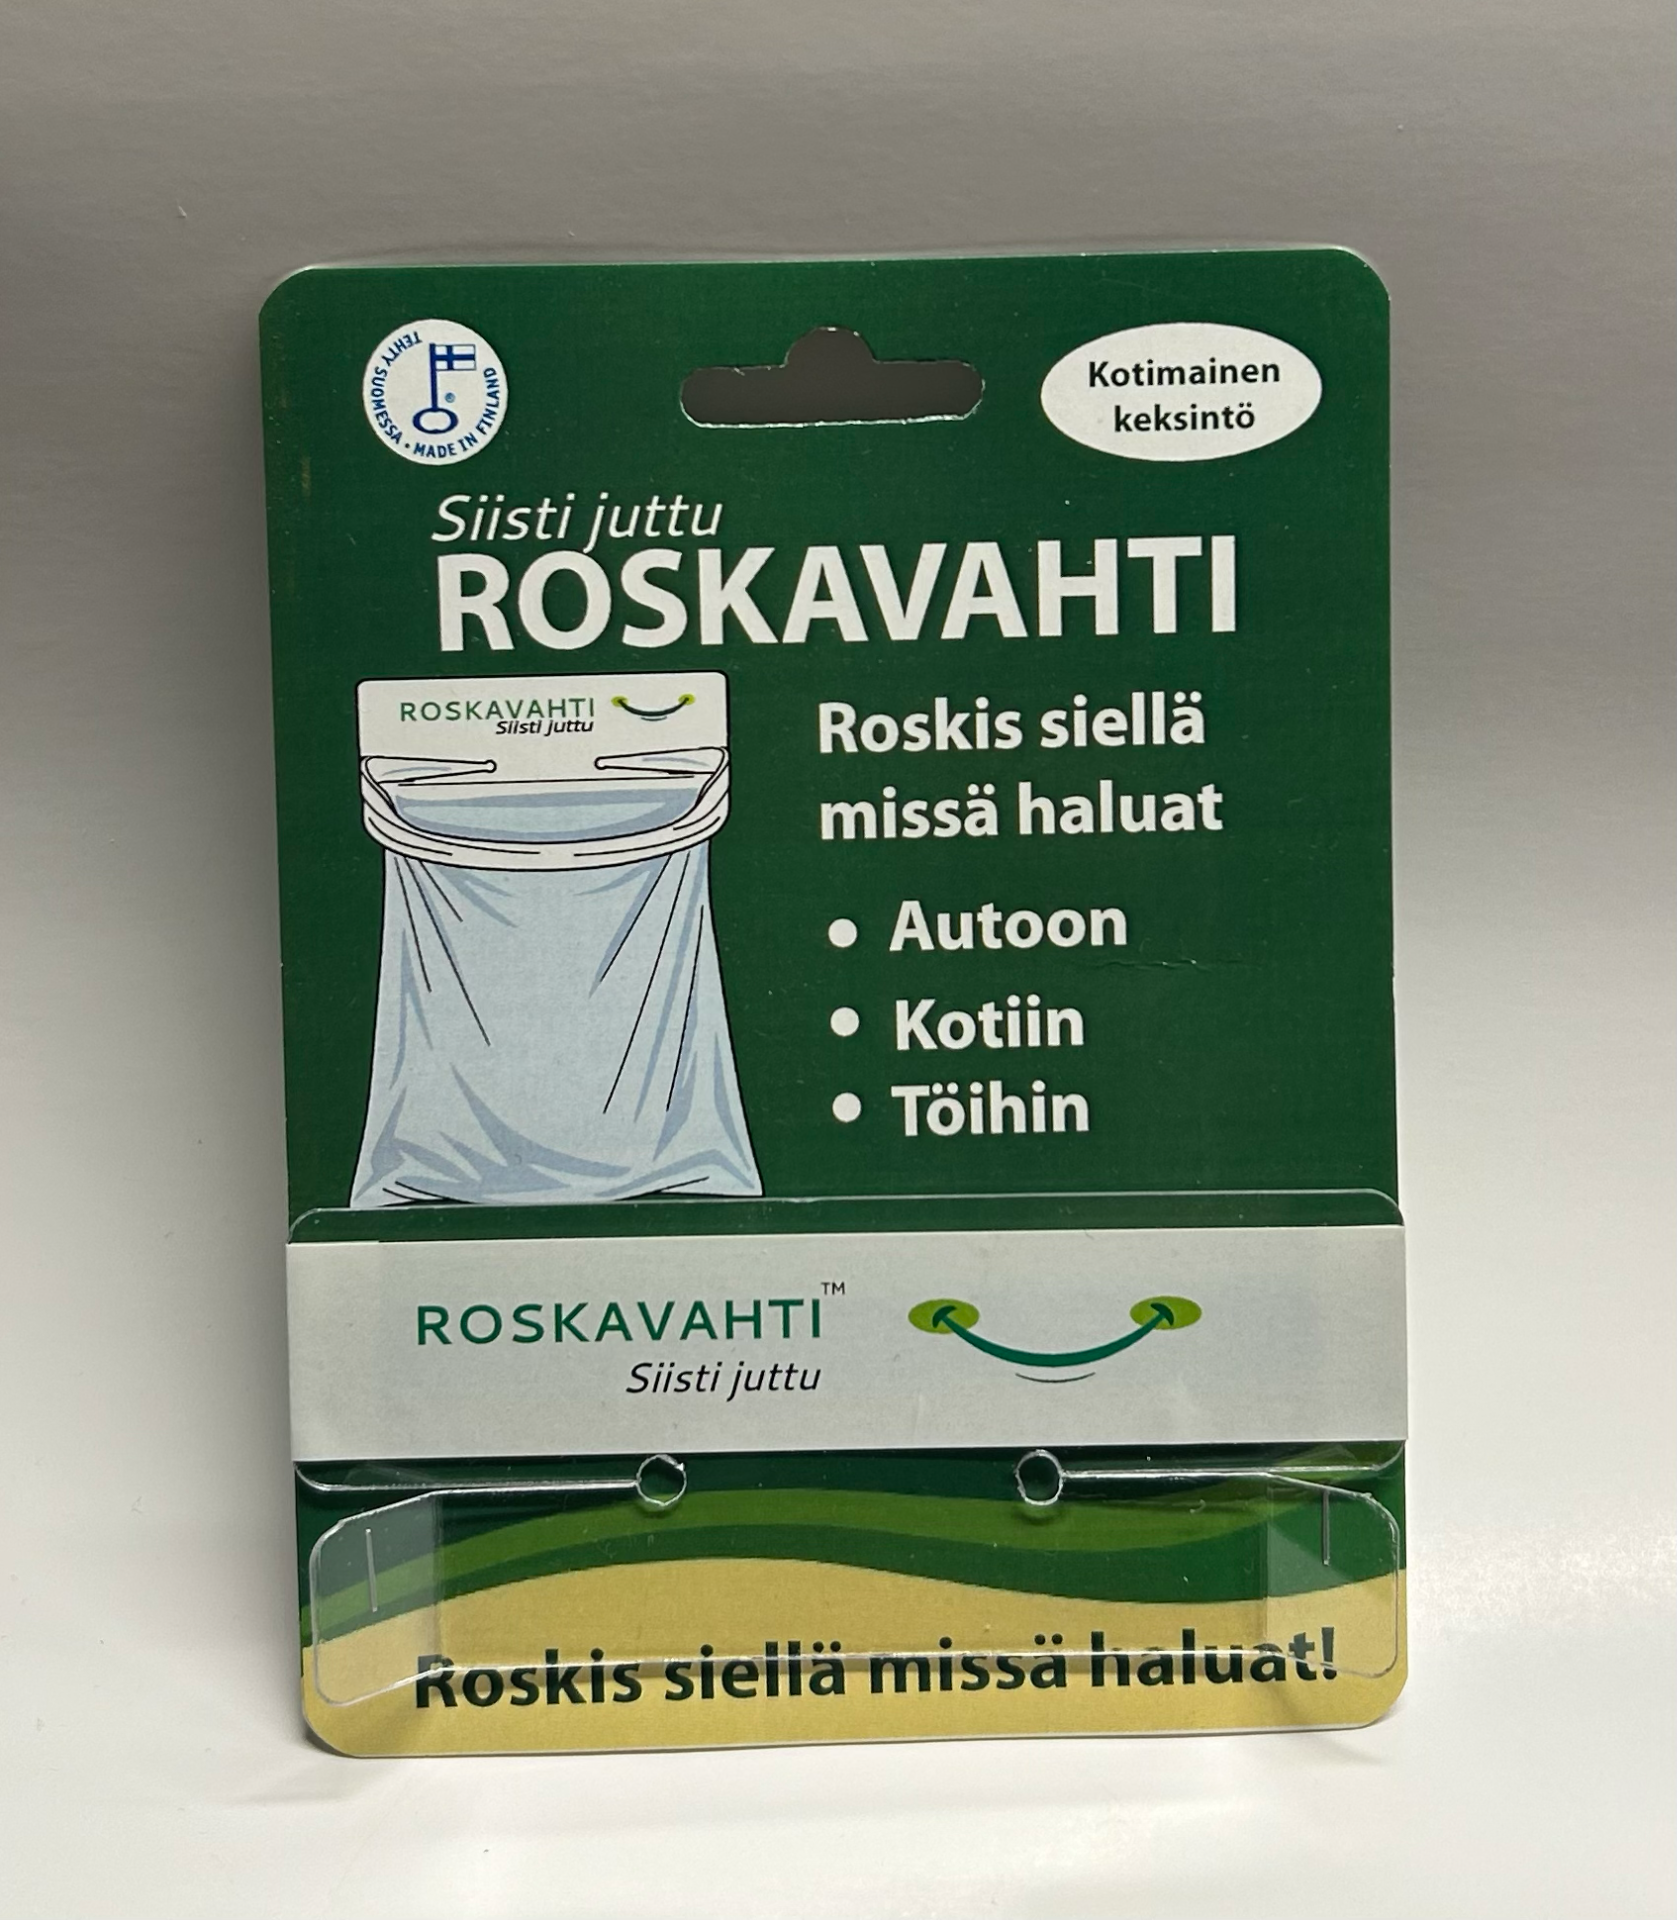 TEHTY SUOMESSA • MADE IN FINLAND
®
Kotimainen
keksintö
Siisti juttu
ROSKAVAHTI
ROSKAVAHTI
Siisti juttu
Roskis siellä
missä haluat
• Autoon
• Kotiin
• Töihin
ROSKAVAHTI™
Siisti juttu
Roskis siellä missä haluat!